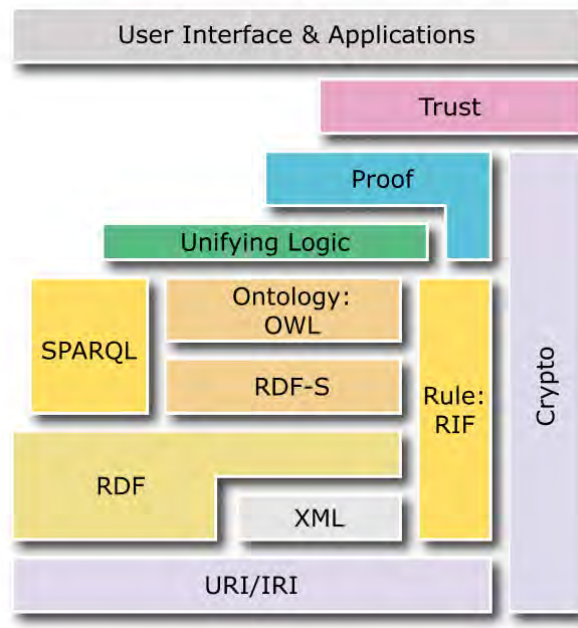 User Interface & Applications
Trust
Proof
Unifying Logic
Ontology:
OWL
SPARQL
RDF-S
Rule:
RIF
Crypto
RDF
XML
URI/IRI